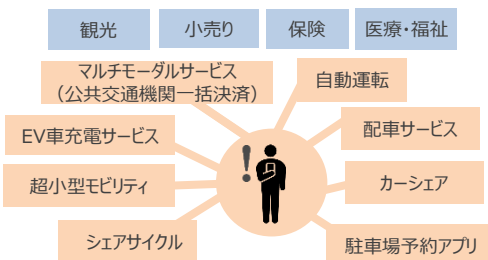 観光
小売り
保険
医療・福祉
マルチモーダルサービス
（公共交通機関一括決済）
自動運転
EV車充電サービス
配車サービス
超小型モビリティ
カーシェア
シェアサイクル
駐車場予約アプリ
!